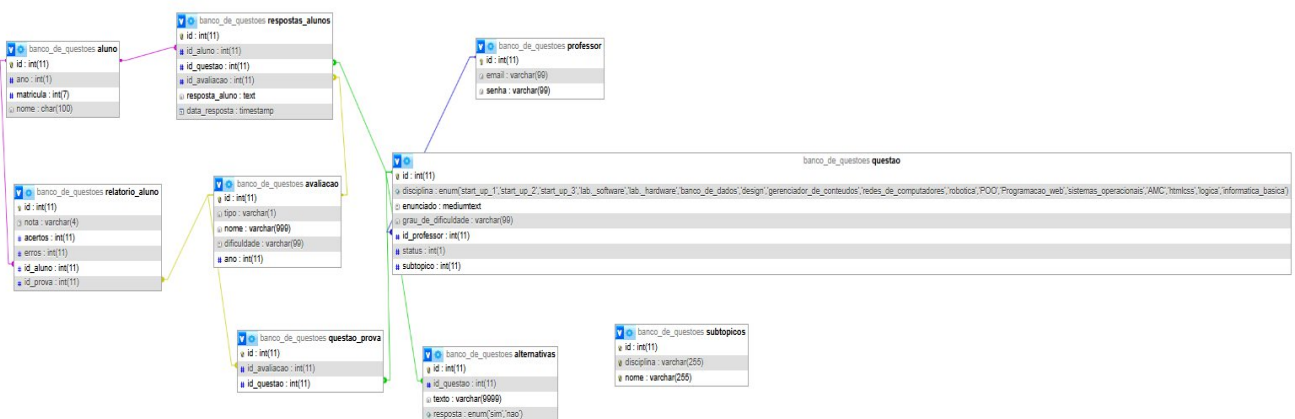 banco_de_questoes aluno
id : int(11)
ano : int(1)
matricula : int(7)
nome : char(100)
banco_de_questoes respostas_alunos
id : int(11)
id_aluno : int(11)
id_questao : int(11)
id_avaliacao : int(11)
resposta_aluno : text
data_resposta : timestamp
banco_de_questoes professor
id : int(11)
email : varchar(99)
senha : varchar(99)
banco_de_questoes questao
id : int(11)
disciplina : enum('start_up_1','start_up_2','start_up_3','lab._software','lab._hardware','banco_de_dados','design','gerenciador_de_conteudos','redes_de_computadores','robotica','POO','Programacao_web','sistemas_operacionais','AMC','htmlcss','logica','informatica_basica')
enunciado : mediumtext
grau_de_dificuldade : varchar(99)
id_professor : int(11)
status : int(1)
subtopico : int(11)
banco_de_questoes relatorio_aluno
id : int(11)
nota : varchar(4)
acertos : int(11)
erros : int(11)
id_aluno : int(11)
id_prova : int(11)
banco_de_questoes avaliacao
id : int(11)
tipo : varchar(1)
nome : varchar(999)
dificuldade : varchar(99)
ano : int(11)
banco_de_questoes questao_prova
id : int(11)
id_avaliacao : int(11)
id_questao : int(11)
banco_de_questoes alternativas
id : int(11)
id_questao : int(11)
texto : varchar(9999)
resposta : enum('sim','nao')
banco_de_questoes subtopicos
id : int(11)
disciplina : varchar(255)
nome : varchar(255)